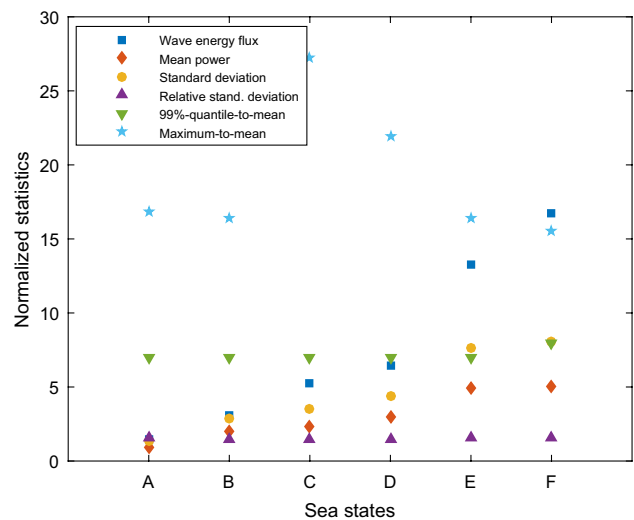 30
25
20
15
10
5
0
Normalized statistics
Wave energy flux
Mean power
Standard deviation
Relative stand. deviation
99%-quantile-to-mean
Maximum-to-mean
A B C D E F
Sea states